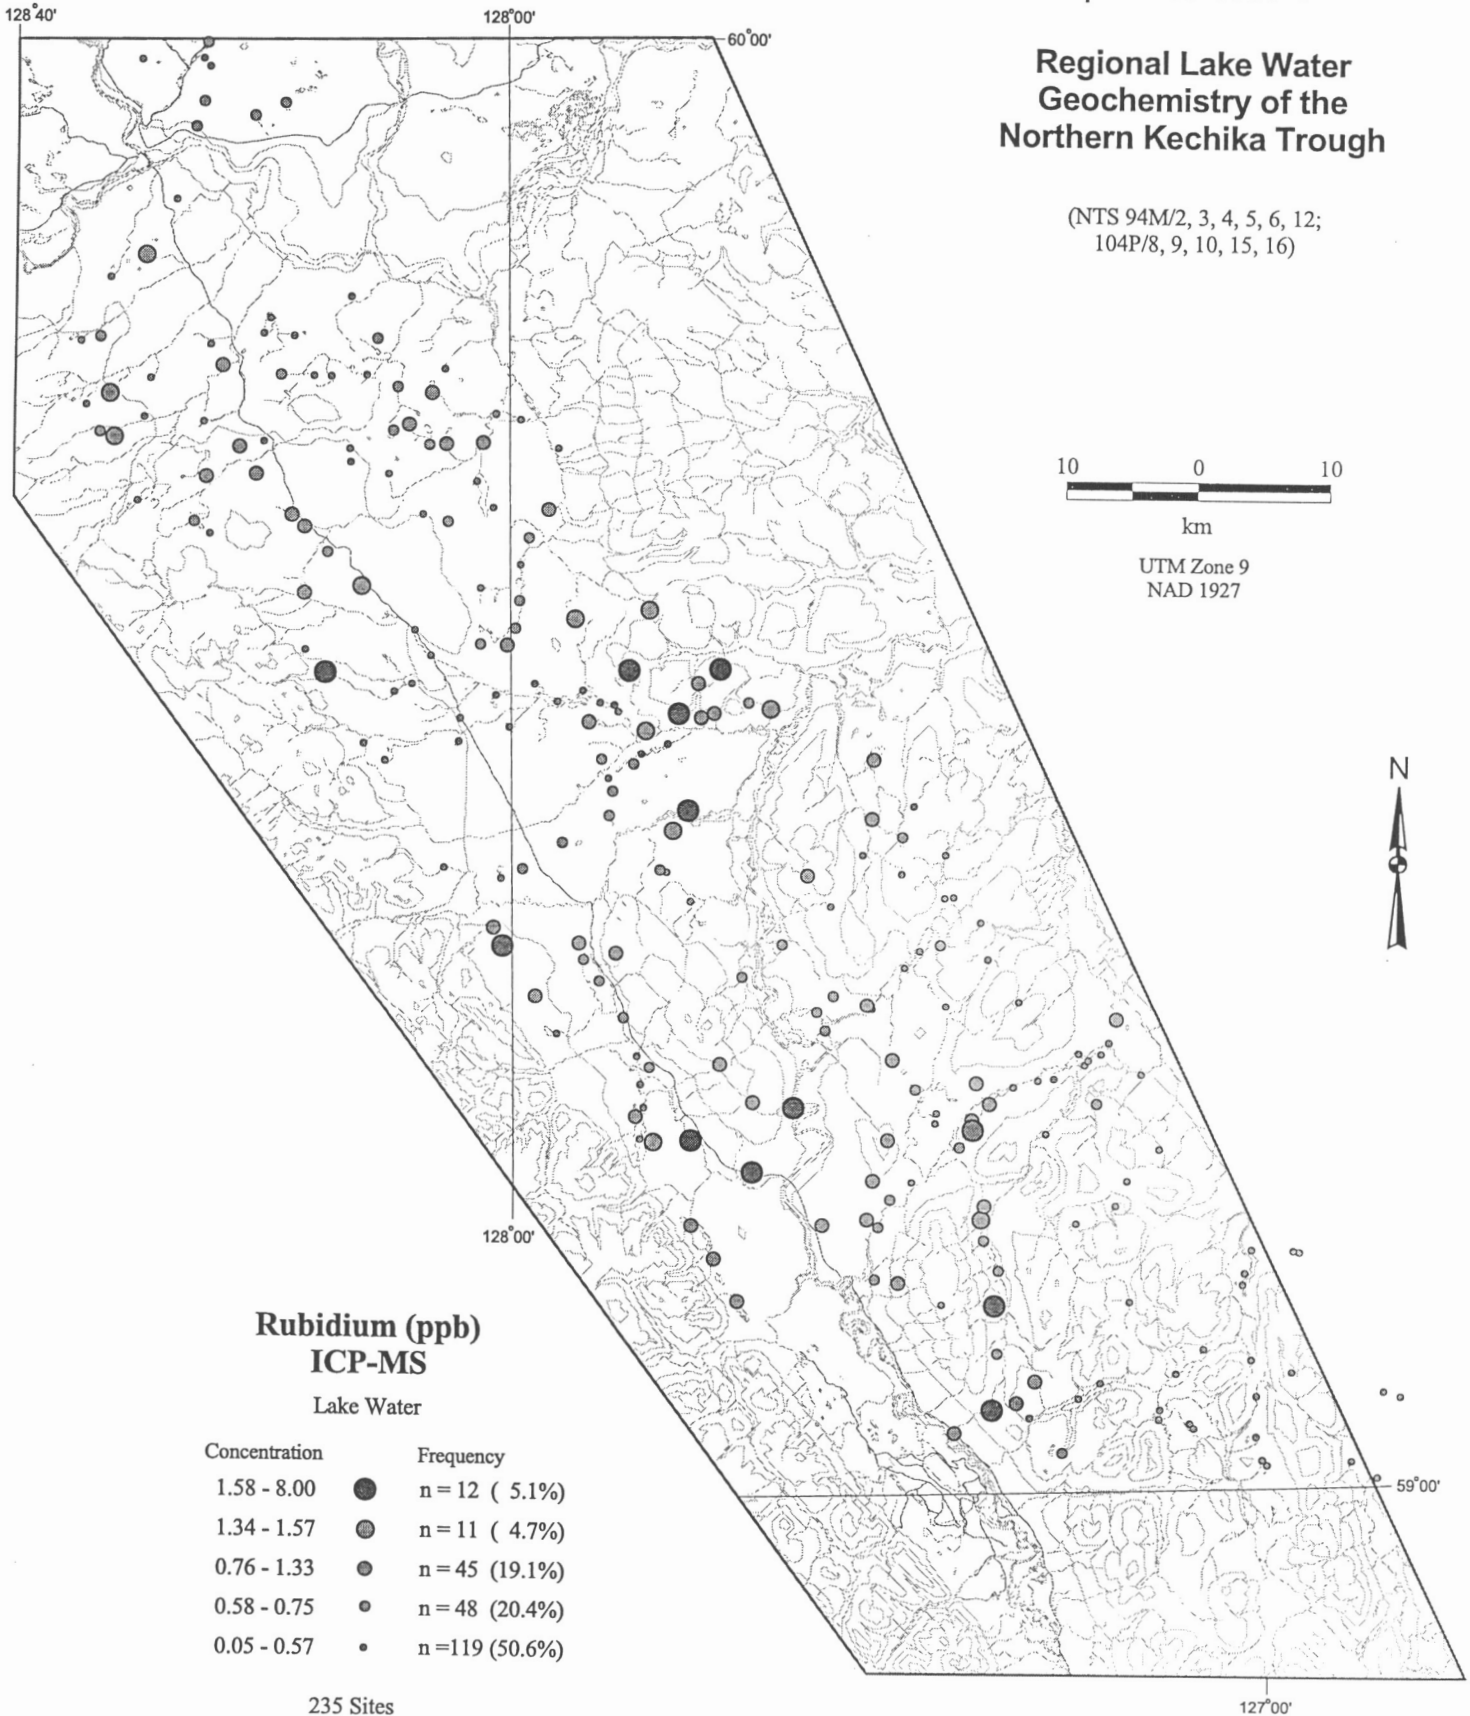 128°40'
128°00'
60°00'
Regional Lake Water
Geochemistry of the
Northern Kechika Trough
(NTS 94M/2, 3, 4, 5, 6, 12;
104P/8, 9, 10, 15, 16)
10 0 10
km
UTM Zone 9
NAD 1927
N
128°00'
Rubidium (ppb)
ICP-MS
Lake Water
Concentration Frequency
1.58 - 8.00 n = 12 ( 5.1%)
1.34 - 1.57 n = 11 ( 4.7%)
0.76 - 1.33 n = 45 (19.1%)
0.58 - 0.75 n = 48 (20.4%)
0.05 - 0.57 n =119 (50.6%)
235 Sites
59°00'
127°00'